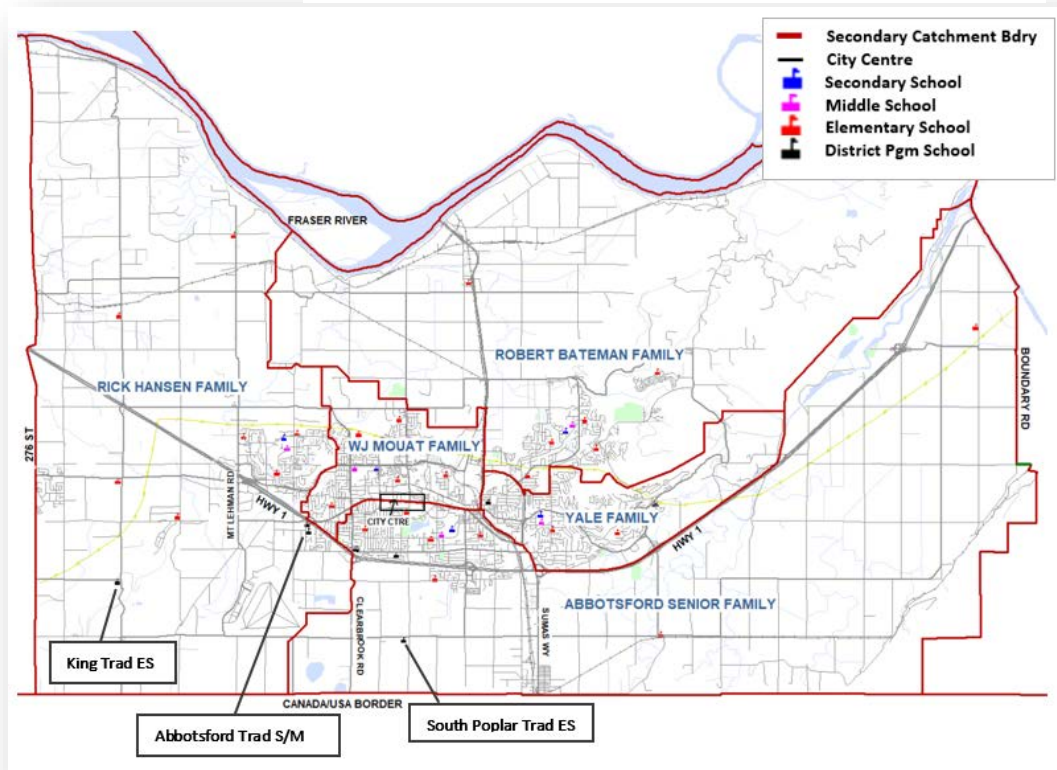 Secondary Catchment Bdry
City Centre
Secondary School
Middle School
Elementary School
District Pgm School
FRASER RIVER
ROBERT BATEMAN FAMILY
RICK HANSEN FAMILY
BOUNDARY RD
276 ST
WJ MOUAT FAMILY
MT LEHMAN RD
HWY 1
CITY CTRE
YALE FAMILY
HWY 1
ABBOTSFORD SENIOR FAMILY
CLEARBROOK RD
SUMAS WY
King Trad ES
CANADA/USA BORDER
Abbotsford Trad S/M
South Poplar Trad ES